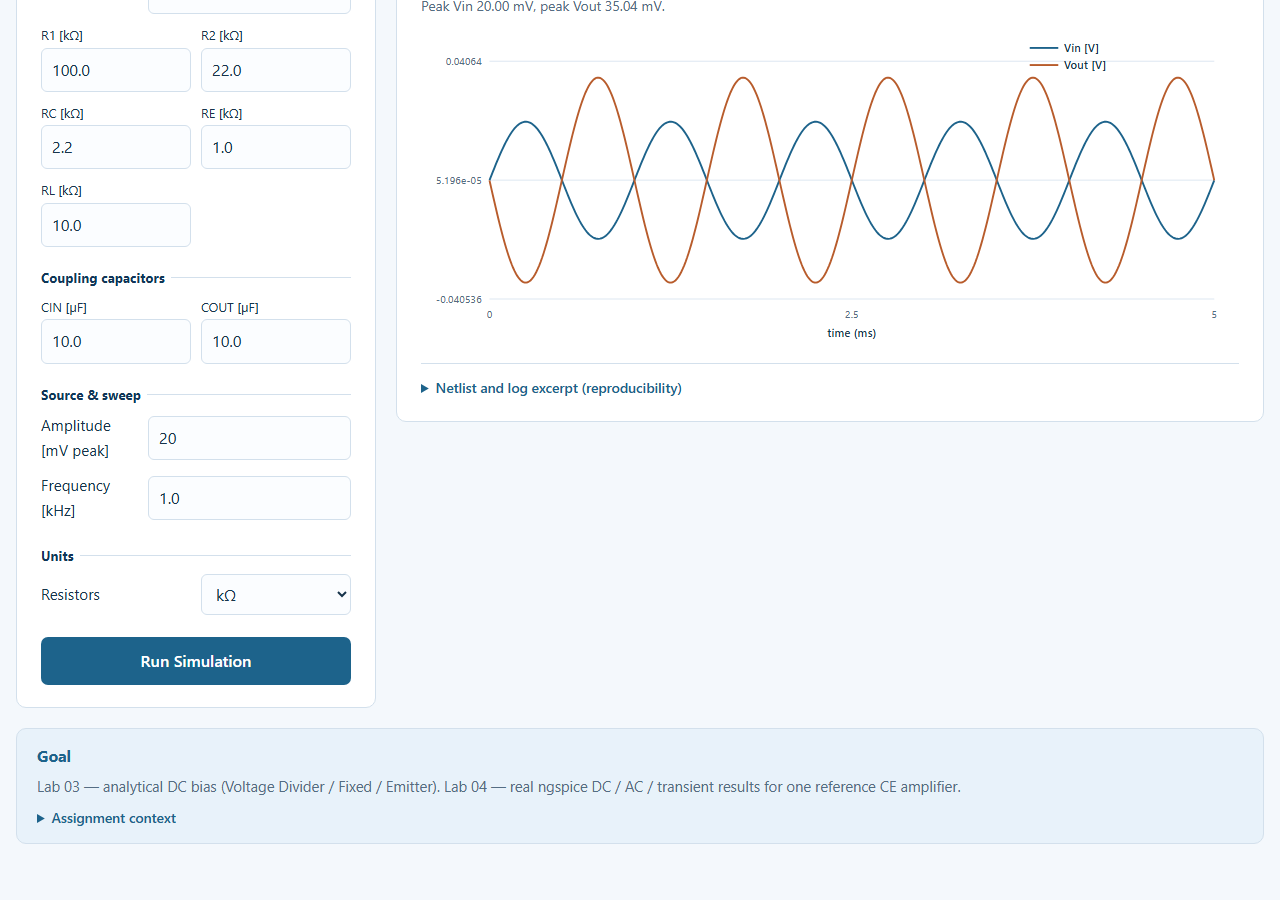 Peak Vin 20.00 mV, peak Vout 35.04 mV.
R1 [kΩ]
R2 [kΩ]
100.0
22.0
RC [kΩ]
RE [kΩ]
2.2
1.0
RL [kΩ]
10.0
Coupling capacitors
CIN [µF]
COUT [µF]
10.0
10.0
Source & sweep
Amplitude
[mV peak]
20
Frequency
[kHz]
1.0
Units
Resistors
kΩ
Run Simulation
Vin [V]
Vout [V]
0.04064
5.196e-05
-0.040536
0
2.5
5
time (ms)
Netlist and log excerpt (reproducibility)
Goal
Lab 03 — analytical DC bias (Voltage Divider / Fixed / Emitter). Lab 04 — real ngspice DC / AC / transient results for one reference CE amplifier.
Assignment context